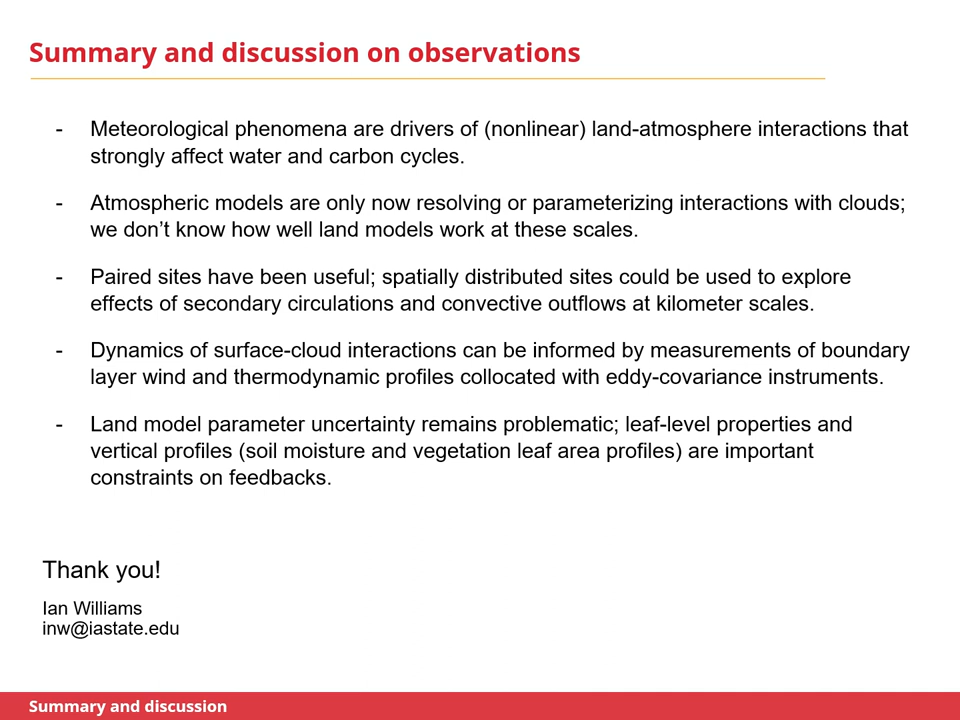 Summary and discussion on observations
- Meteorological phenomena are drivers of (nonlinear) land-atmosphere interactions that
strongly affect water and carbon cycles.
- Atmospheric models are only now resolving or parameterizing interactions with clouds;
we don’t know how well land models work at these scales.
- Paired sites have been useful; spatially distributed sites could be used to explore
effects of secondary circulations and convective outflows at kilometer scales.
- Dynamics of surface-cloud interactions can be informed by measurements of boundary
layer wind and thermodynamic profiles collocated with eddy-covariance instruments.
- Land model parameter uncertainty remains problematic; leaf-level properties and
vertical profiles (soil moisture and vegetation leaf area profiles) are important
constraints on feedbacks.
Thank you!
Ian Williams
inw@iastate.edu
Summary and discussion